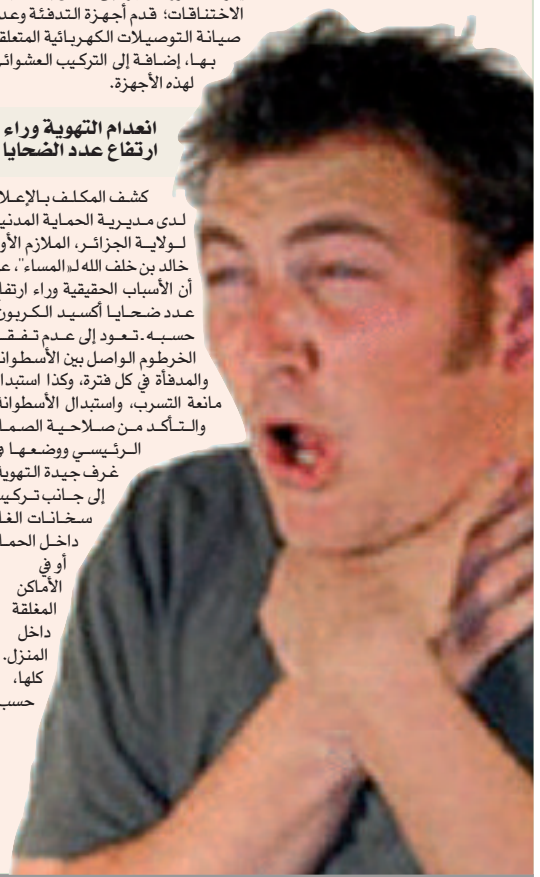 الاختناقات؛ قدم أجهزة التدفئة وعد
صيانة التوصيلات الكهربائية المتعلق
بها، إضافة إلى التركيب العشوائي
لهذه الأجهزة.
انعدام التهوية وراء
ارتفاع عدد الضحايا
كشف المكلف بالإعلا
لدى مديرية الحماية المدني
لولاية الجزائر، الملازم الأو
خالد بن خلف الله لـ"المساء"، ع
أن الأسباب الحقيقية وراء ارتفا
عدد ضحايا أكسيد الكربون
حسبه ـ تعود إلى عدم تفقـ
الخرطوم الواصل بين الأسطوان
والمدفأة في كل فترة، وكذا استبدا
مانعة التسرب، واستبدال الأسطوان
والتأكد من صلاحية الصما
الرئيسي ووضعها ف
غرف جيدة التهوية
إلى جانب تركيب
سخانات الغا
داخل الحما
أو في
الأماكن
المغلقة
داخل
المنزل.
كلها،
حسب